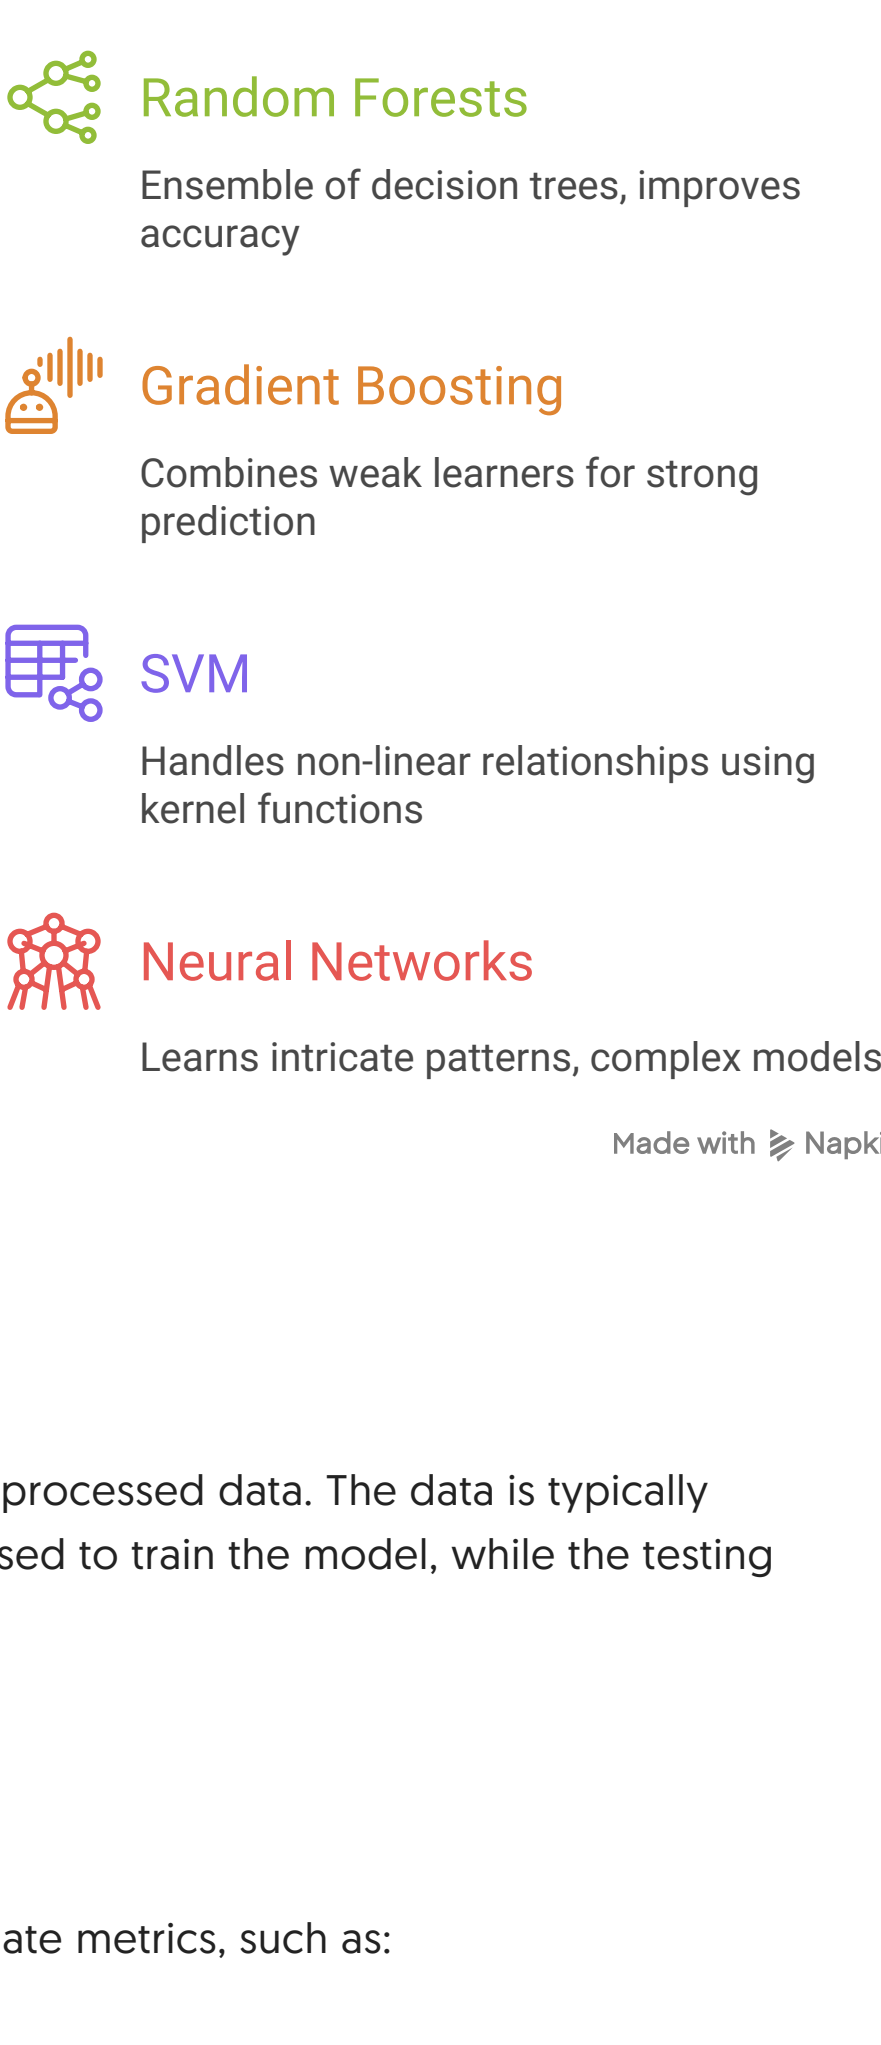 Random Forests
Ensemble of decision trees, improves
accuracy
Gradient Boosting
Combines weak learners for strong
prediction
SVM
Handles non-linear relationships using
kernel functions
Neural Networks
Learns intricate patterns, complex models
Made with Napki
processed data. The data is typically
sed to train the model, while the testing
ate metrics, such as: